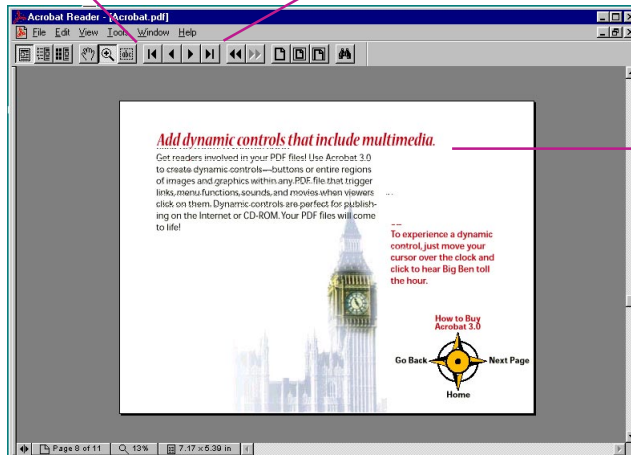 Acrobat Reader - [Acrobat.pdf]
File Edit View Tools Window Help
abc
Add dynamic controls that include multimedia.
Get readers involved in your PDF files! Use Acrobat 3.0
to create dynamic controls—buttons or entire regions
of images and graphics within any PDF file that trigger
links, menu functions, sounds, and movies when viewers
click on them. Dynamic controls are perfect for publish-
ing on the Internet or CD-ROM. Your PDF files will come
to life!
To experience a dynamic
control, just move your
cursor over the clock and
click to hear Big Ben toll
the hour.
How to Buy
Acrobat 3.0
Go Back
Next Page
Home
Page 8 of 11
13%
7.17 x 5.39 in